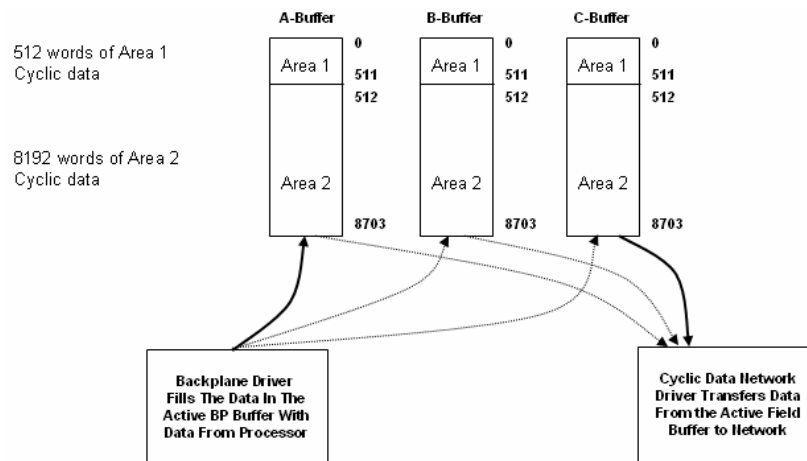 A-Buffer B-Buffer C-Buffer
0 0 0
512 words of Area 1
Cyclic data
Area 1 Area 1 Area 1
511 511 511
512 512 512
8192 words of Area 2
Cyclic data
Area 2 Area 2 Area 2
8703 8703 8703
Backplane Driver
Fills The Data In The
Active BP Buffer With
Data From Processor
Cyclic Data Network
Driver Transfers Data
From the Active Field
Buffer to Network